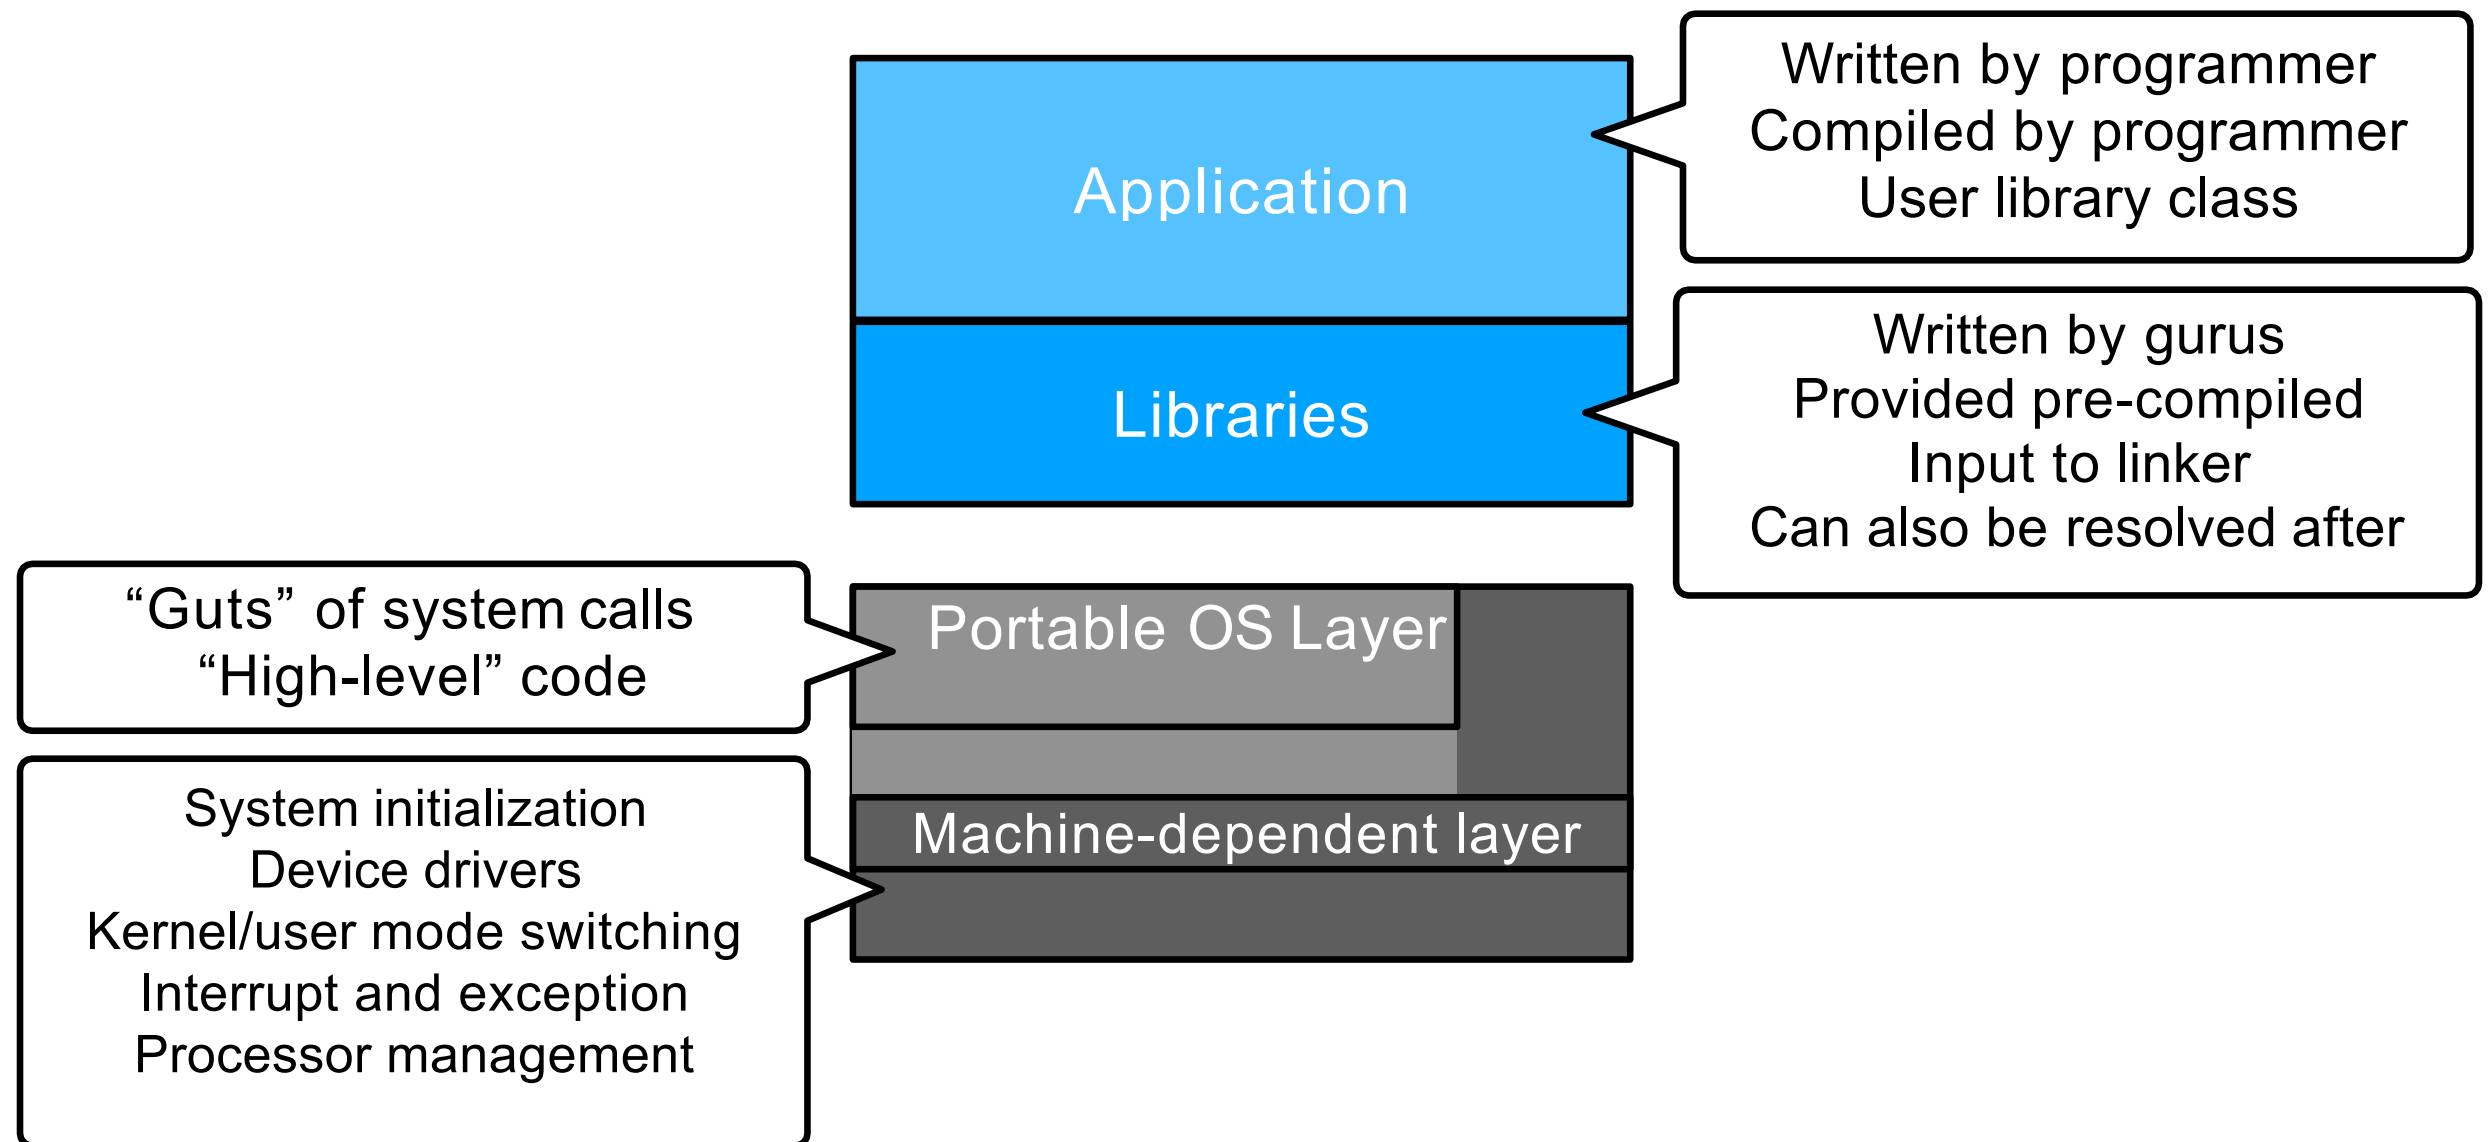 Written by programmer
Compiled by programmer
User library class
Application
Written by gurus
Provided pre-compiled
Input to linker
Can also be resolved after
Libraries
“Guts” of system calls
“High-level” code
Portable OS Layer
System initialization
Device drivers
Kernel/user mode switching
Interrupt and exception
Processor management
Machine-dependent layer